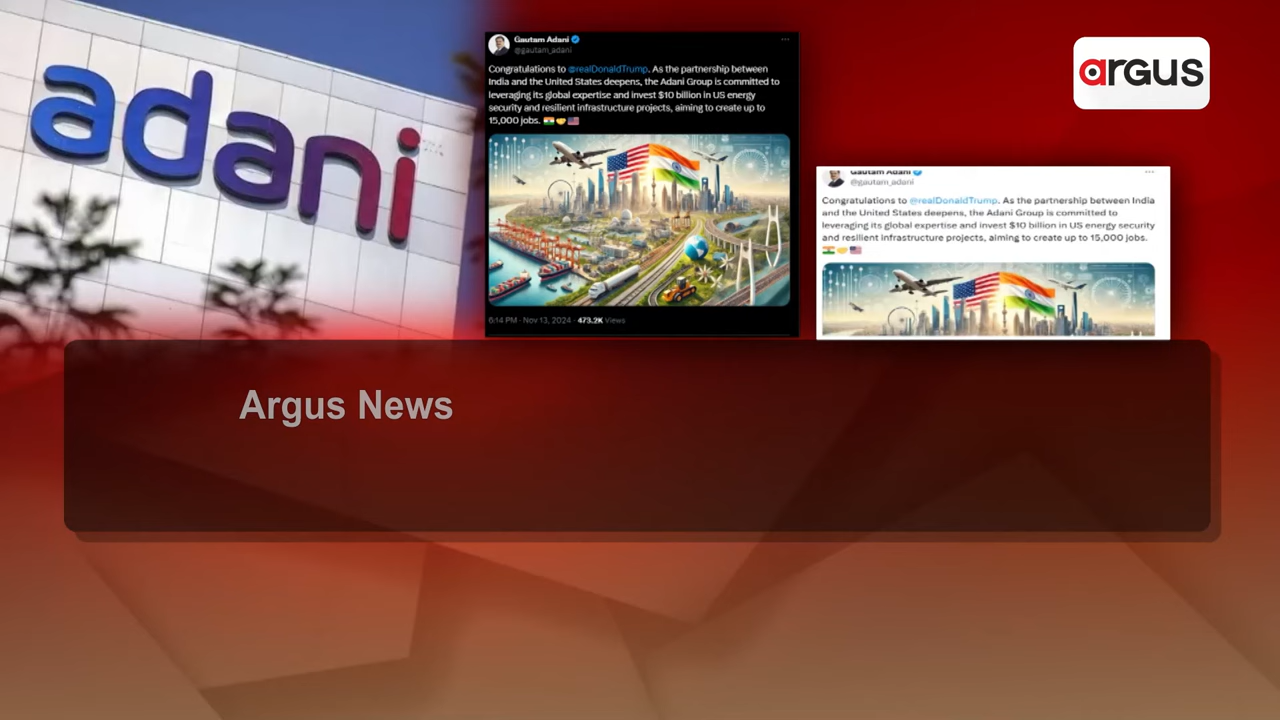 adani
Gautam Adani
@gautam_adani
Congratulations to @realDonaldTrump. As the partnership between
India and the United States deepens, the Adani Group is committed to
leveraging its global expertise and invest $10 billion in US energy
security and resilient infrastructure projects, aiming to create up to
15,000 jobs. 🇮🇳🤝🇺🇸
6:14 PM · Nov 13, 2024 · 473.2K Views
argus
Gautam Adani
@gautam_adani
Congratulations to @realDonaldTrump. As the partnership between India
and the United States deepens, the Adani Group is committed to
leveraging its global expertise and invest $10 billion in US energy security
and resilient infrastructure projects, aiming to create up to 15,000 jobs.
🇮🇳🤝🇺🇸
Argus News